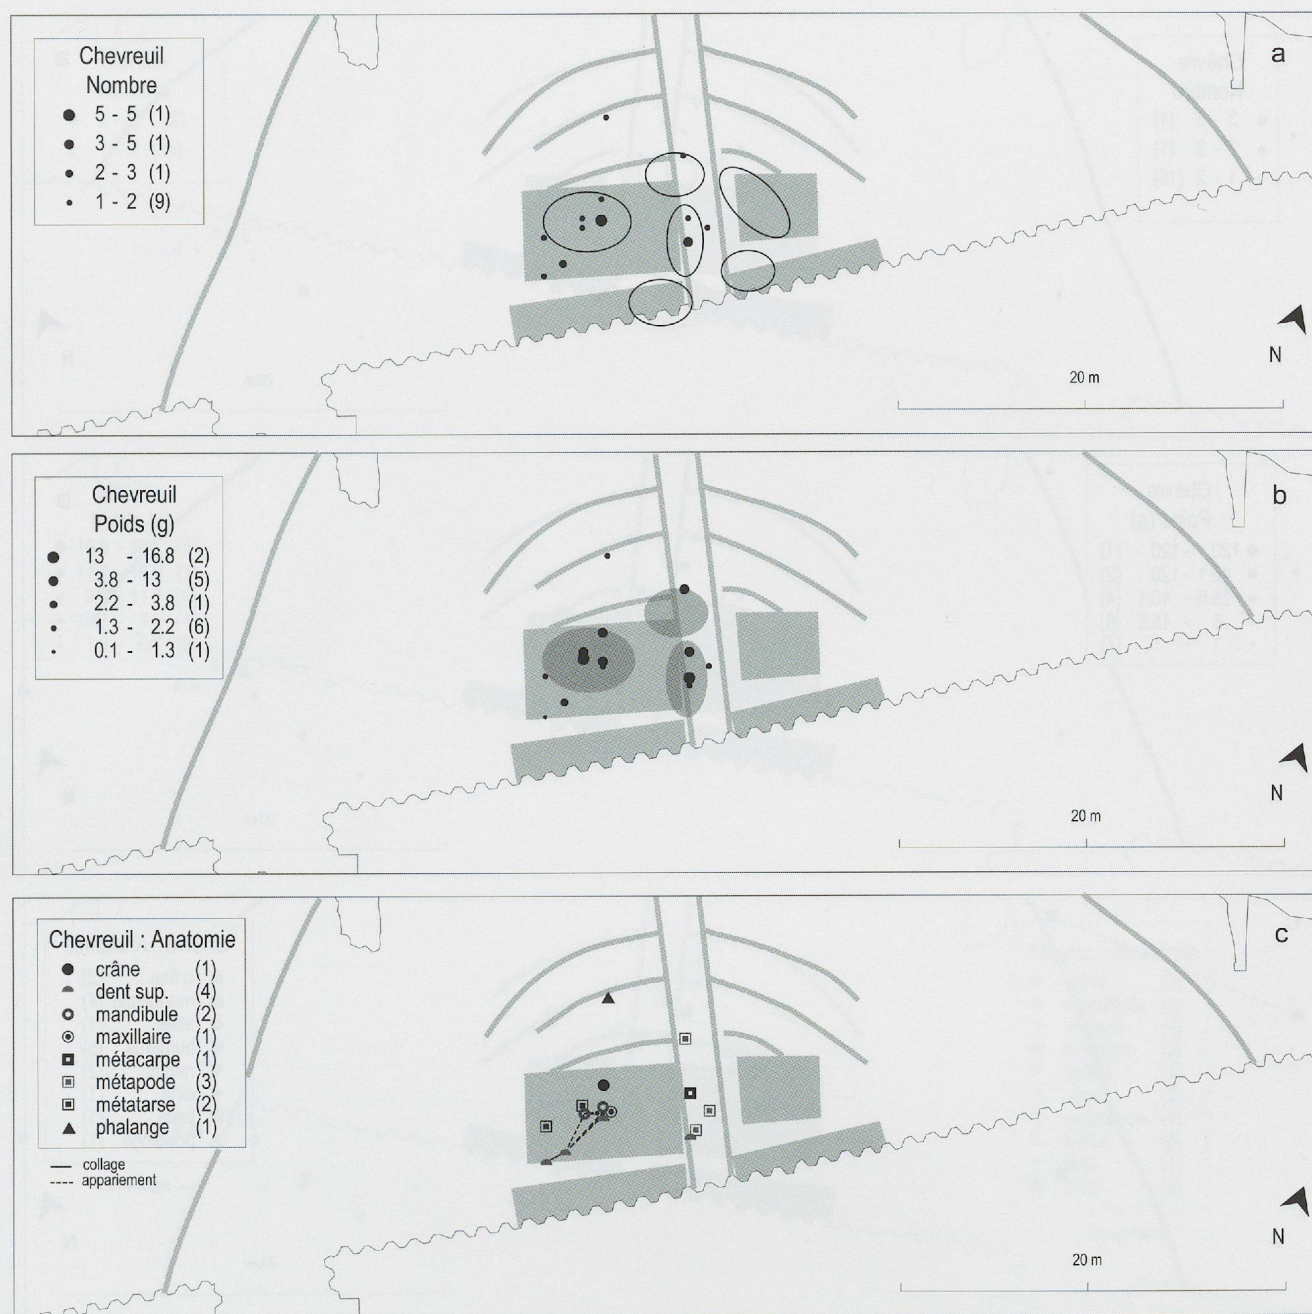 a
Chevreuil
Nombre
5 - 5 (1)
3 - 5 (1)
2 - 3 (1)
1 - 2 (9)
N
20 m
b
Chevreuil
Poids (g)
13 - 16.8 (2)
3.8 - 13 (5)
2.2 - 3.8 (1)
1.3 - 2.2 (6)
0.1 - 1.3 (1)
N
20 m
c
Chevreuil : Anatomie
crâne (1)
dent sup. (4)
mandibule (2)
maxillaire (1)
métacarpe (1)
métapode (3)
métatarse (2)
phalange (1)
collage
appariement
N
20 m